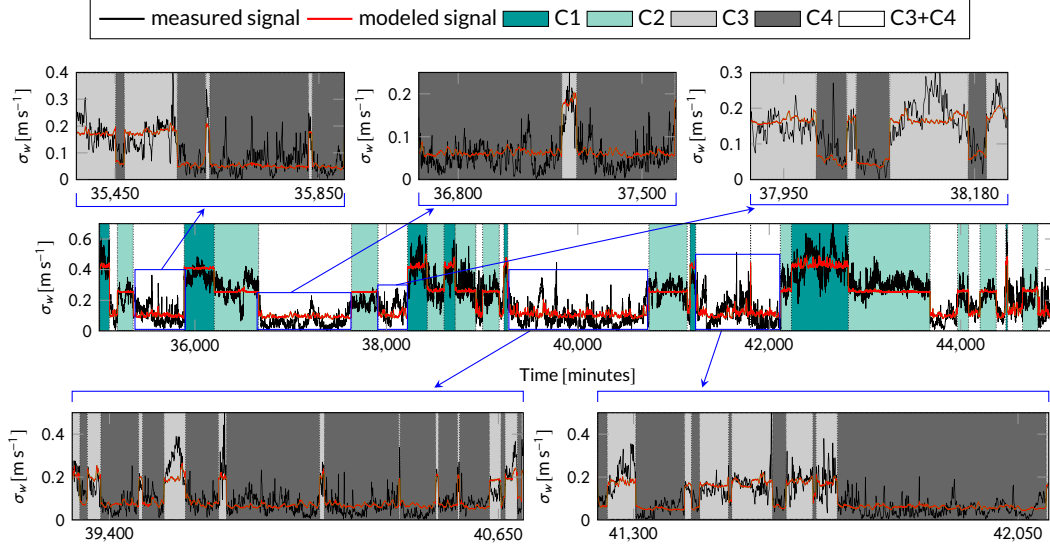 measured signal modeled signal C1 C2 C3 C4 C3+C4
0.4 0.3 0.2 0.1 0 σw [m s⁻¹] 33,450 33,850
0.2 0.1 0 σw [m s⁻¹] 36,800 37,500
0.3 0.2 0.1 0 σw [m s⁻¹] 37,950 38,180
0.6 0.4 0.2 0 σw [m s⁻¹]
36,000 38,000 40,000 42,000 44,000
Time [minutes]
0.4 0.2 0 σw [m s⁻¹] 39,400 40,650
0.4 0.2 0 σw [m s⁻¹] 41,300 42,050